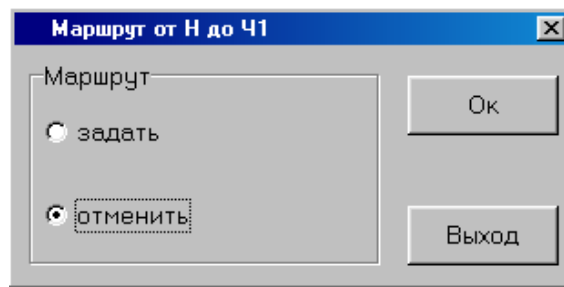 Маршрут от Н до Ч1
Маршрут
задать
Ок
отменить
Выход